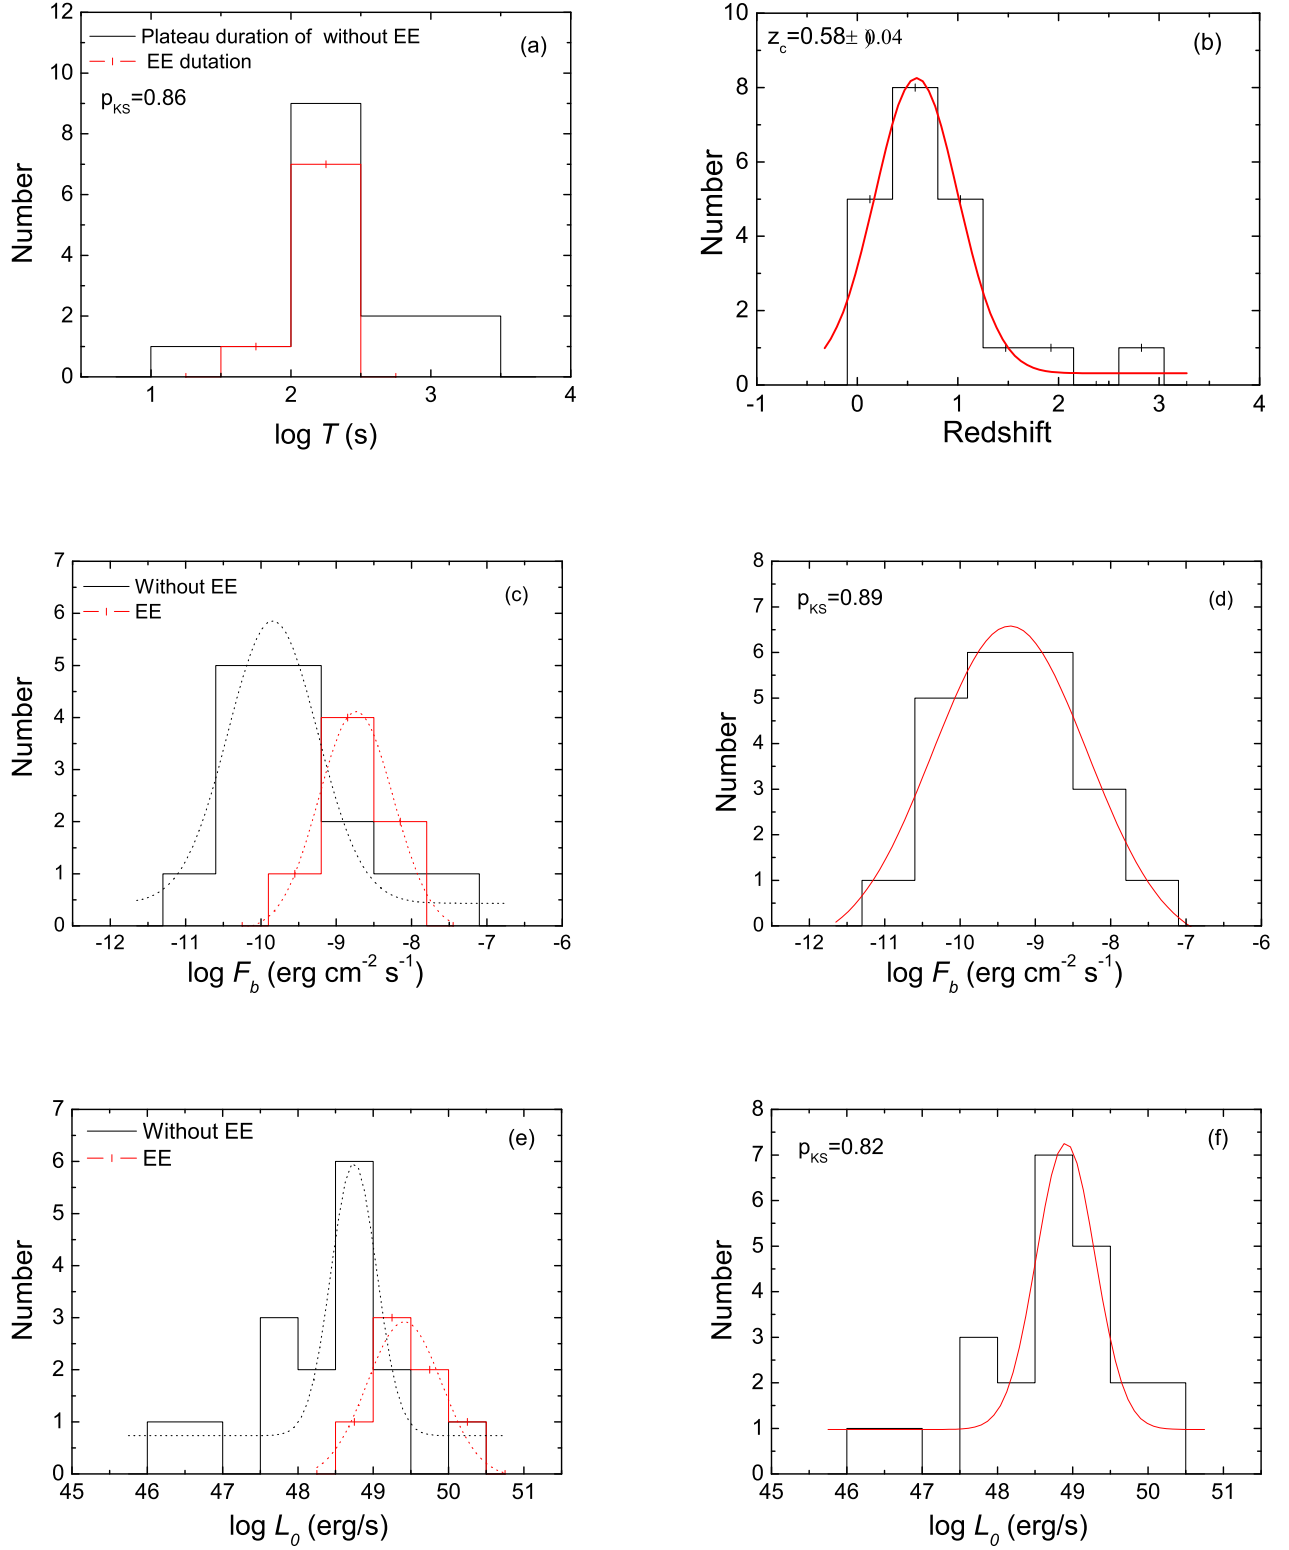 12
10
8
6
4
2
0
Number
Plateau duration of without EE
EE dutation
(a)
pKS=0.86
1 2 3 4
log T (s)
10
8
6
4
2
0
Number
zc=0.58± 0.04
(b)
-1 0 1 2 3 4
Redshift
7
6
5
4
3
2
1
0
Number
Without EE
EE
(c)
-12 -11 -10 -9 -8 -7 -6
log Fb (erg cm-2 s-1)
8
7
6
5
4
3
2
1
0
Number
pKS=0.89
(d)
-12 -11 -10 -9 -8 -7 -6
log Fb (erg cm-2 s-1)
7
6
5
4
3
2
1
0
Number
Without EE
EE
(e)
45 46 47 48 49 50 51
log L0 (erg/s)
8
7
6
5
4
3
2
1
0
Number
pKS=0.82
(f)
45 46 47 48 49 50 51
log L0 (erg/s)